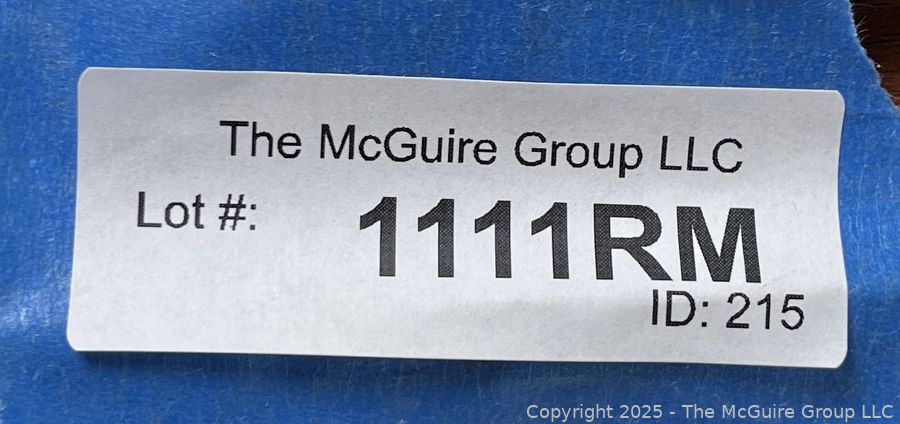 The McGuire Group LLC
Lot #: 1111RM
ID: 215
Copyright 2025 - The McGuire Group LLC